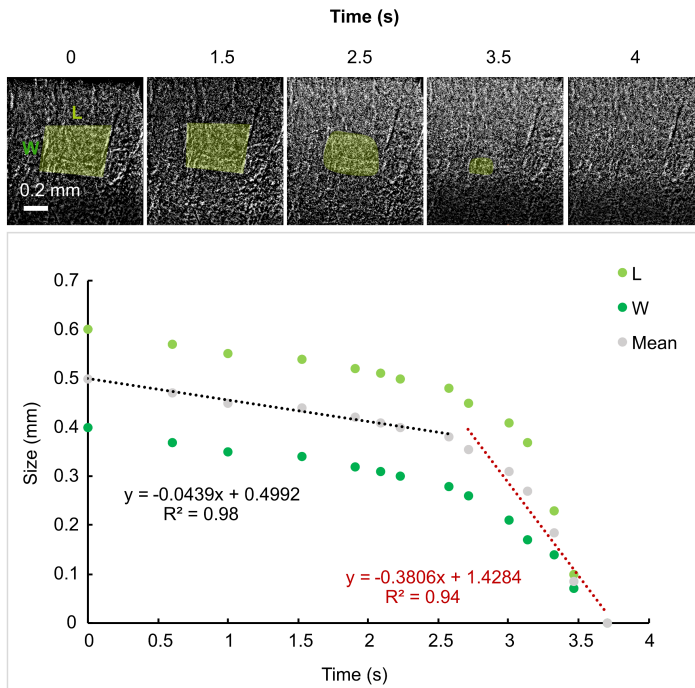 Time (s)
0 1.5 2.5 3.5 4
L
W
0.2 mm
0.7
0.6
0.5
0.4
0.3
0.2
0.1
0
Size (mm)
L
W
Mean
y = -0.0439x + 0.4992
R² = 0.98
y = -0.3806x + 1.4284
R² = 0.94
0 0.5 1 1.5 2 2.5 3 3.5 4
Time (s)